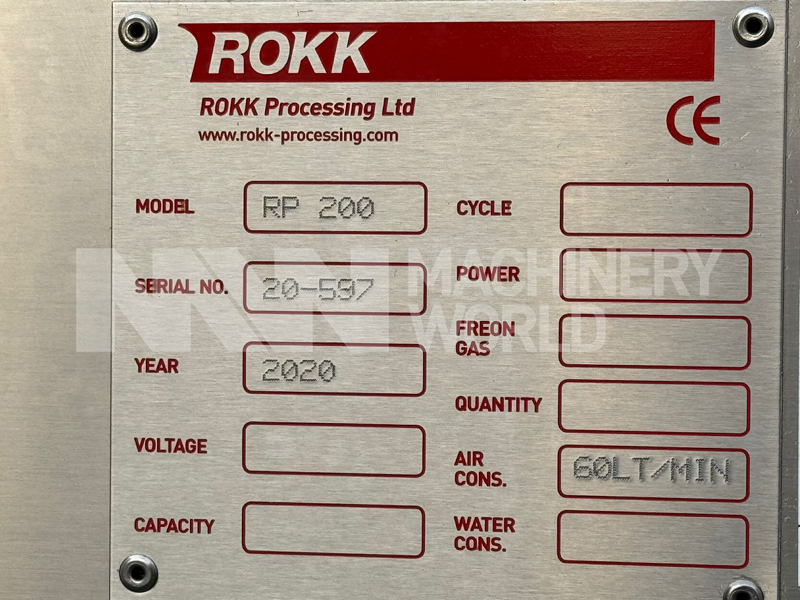 ROKK
ROKK Processing Ltd
www.rokk-processing.com
CE
MODEL RP 200
SERIAL NO. 20-597
YEAR 2020
VOLTAGE
CAPACITY
CYCLE
POWER
FREON
GAS
QUANTITY
AIR
CONS. 60LT/MIN
WATER
CONS.
MACHINERY
WORLD